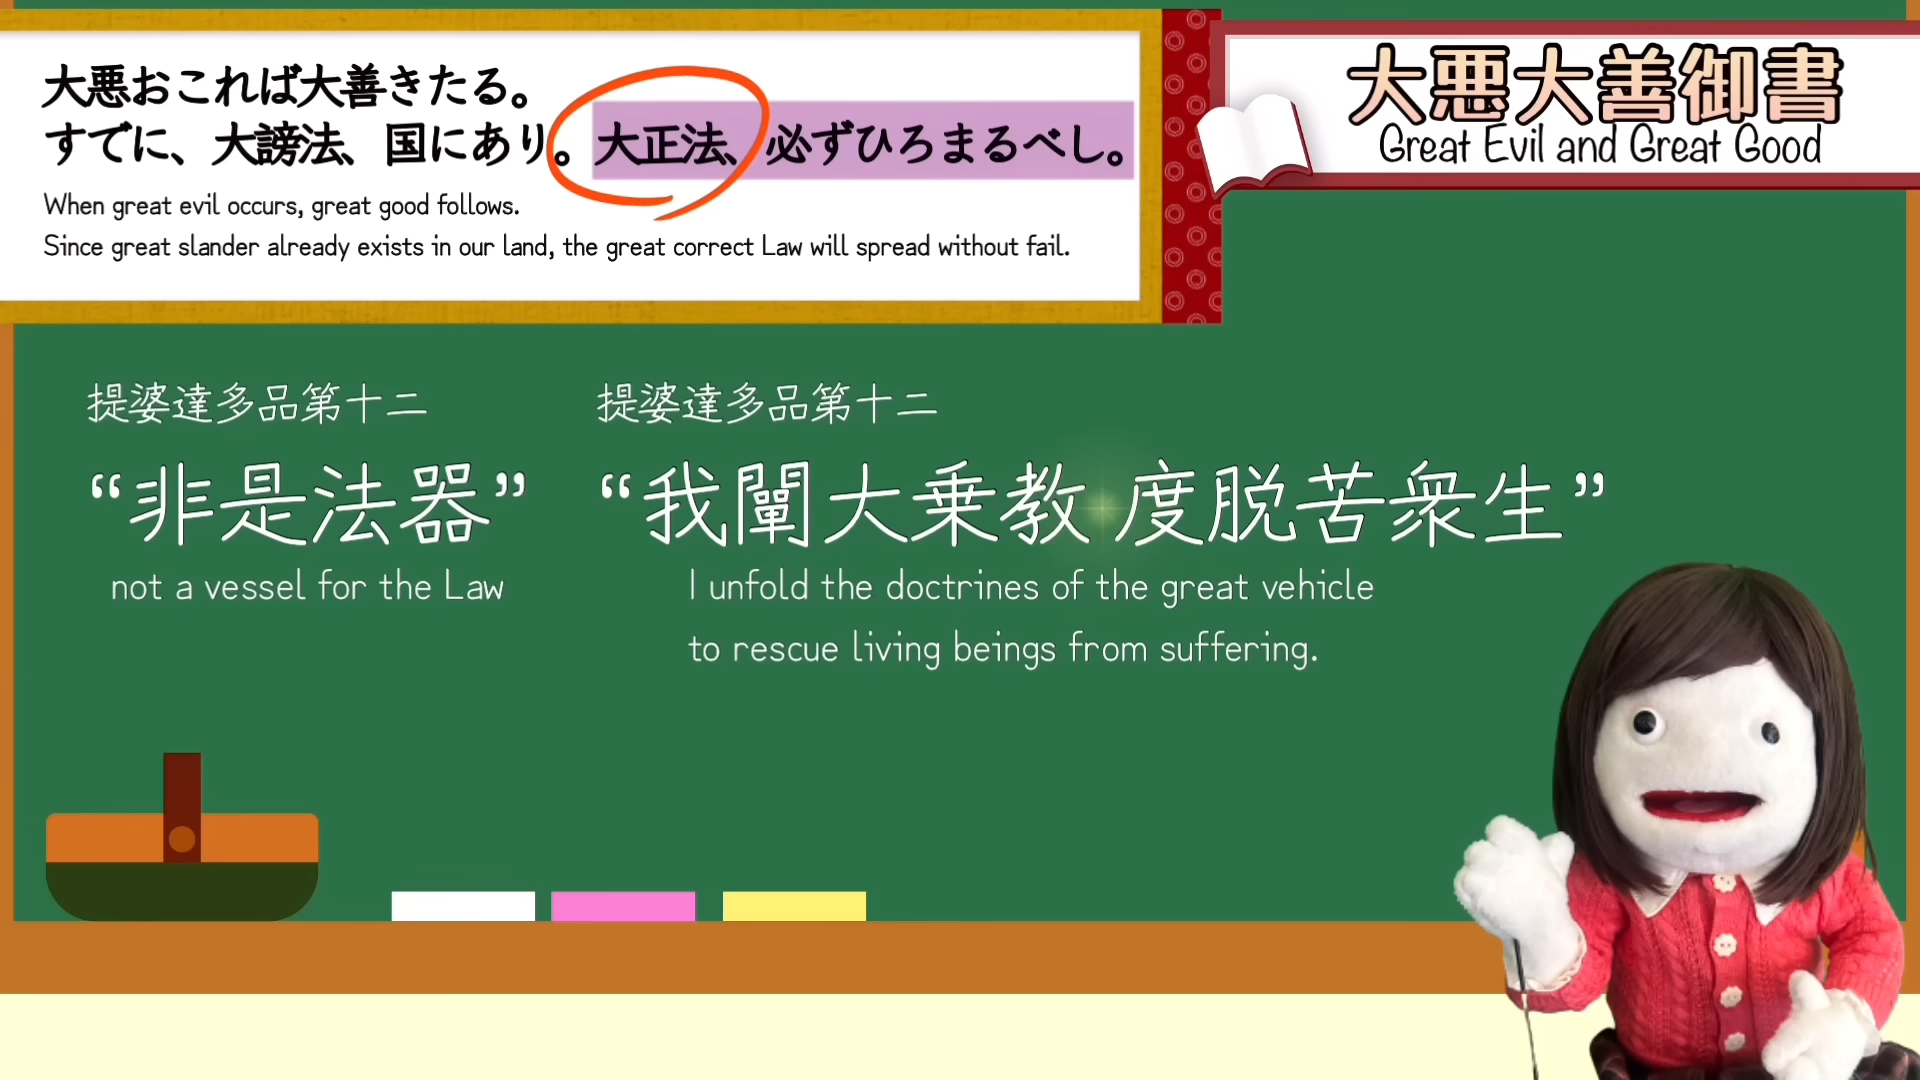 大悪おこれば大善きたる。
すでに、大謗法、国にあり。大正法、必ずひろまるべし。
When great evil occurs, great good follows.
Since great slander already exists in our land, the great correct Law will spread without fail.
大悪大善御書
Great Evil and Great Good
提婆達多品第十二
“非是法器”
not a vessel for the Law
提婆達多品第十二
“我闡大乗教 度脱苦衆生”
I unfold the doctrines of the great vehicle
to rescue living beings from suffering.